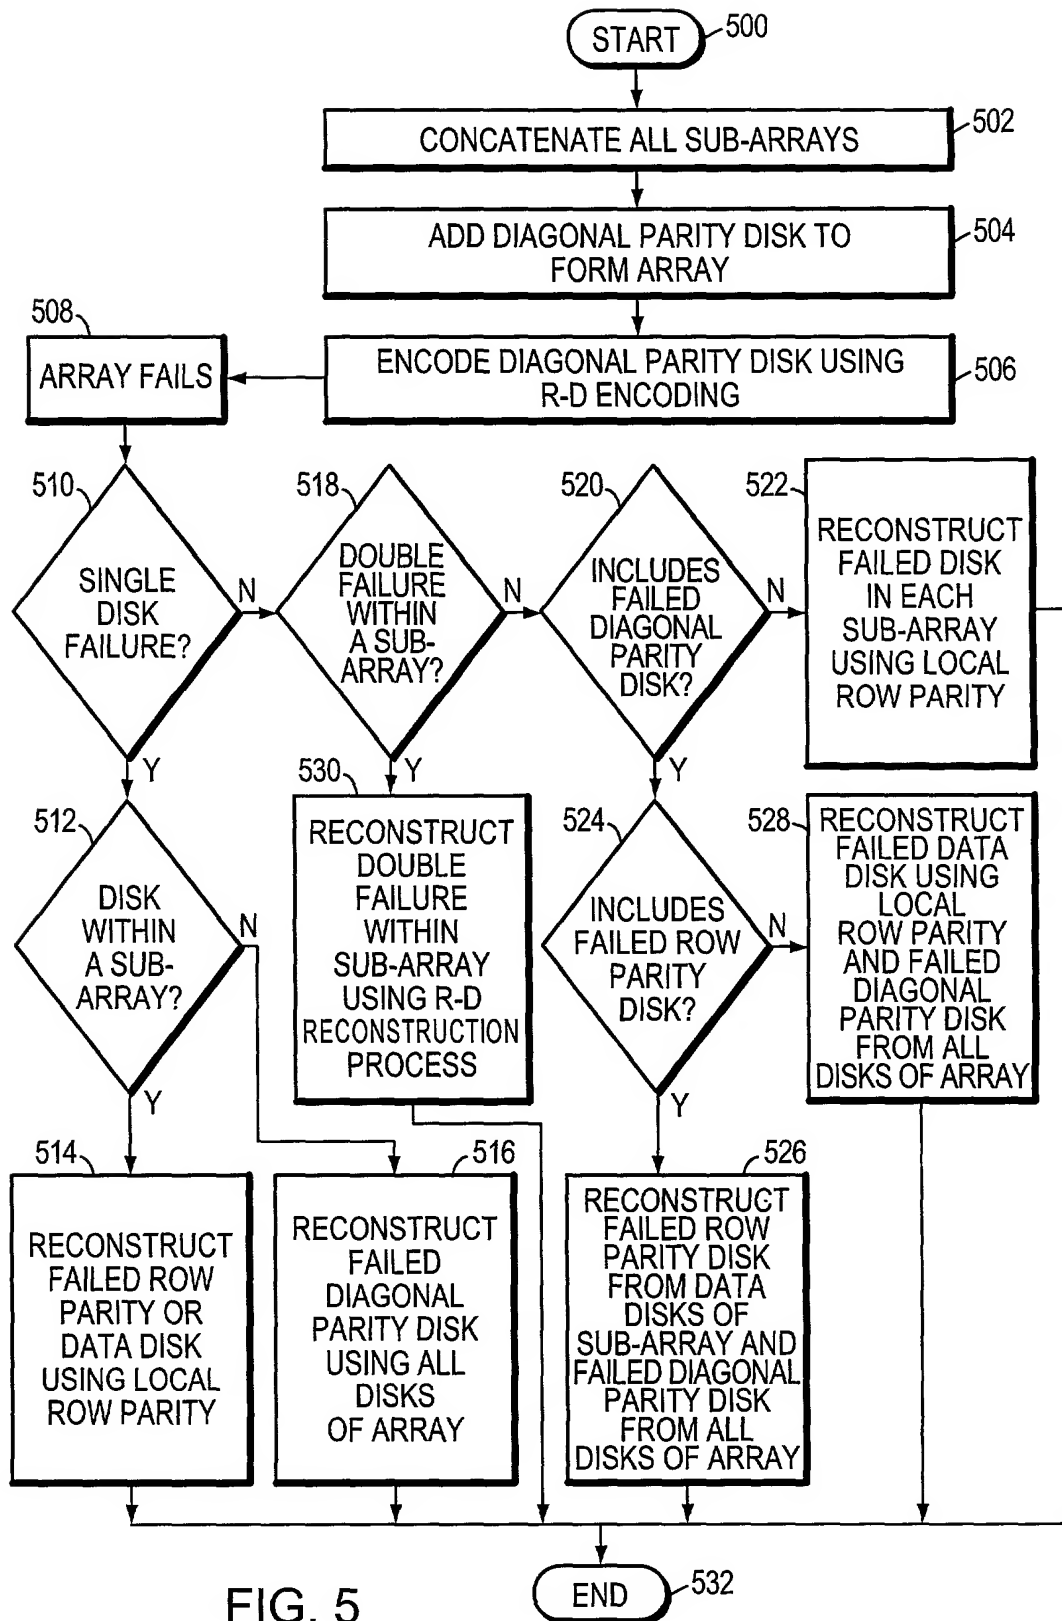 START
500
CONCATENATE ALL SUB-ARRAYS
502
ADD DIAGONAL PARITY DISK TO
FORM ARRAY
504
ENCODE DIAGONAL PARITY DISK USING
R-D ENCODING
506
508
ARRAY FAILS
510
SINGLE
DISK
FAILURE?
N
Y
518
DOUBLE
FAILURE
WITHIN
A SUB-
ARRAY?
N
Y
520
INCLUDES
FAILED
DIAGONAL
PARITY
DISK?
N
Y
522
RECONSTRUCT
FAILED DISK
IN EACH
SUB-ARRAY
USING LOCAL
ROW PARITY
512
DISK
WITHIN
A SUB-
ARRAY?
N
Y
530
RECONSTRUCT
DOUBLE
FAILURE
WITHIN
SUB-ARRAY
USING R-D
RECONSTRUCTION
PROCESS
524
INCLUDES
FAILED ROW
PARITY
DISK?
N
Y
528
RECONSTRUCT
FAILED DATA
DISK USING
LOCAL
ROW PARITY
AND FAILED
DIAGONAL
PARITY DISK
FROM ALL
DISKS OF ARRAY
514
RECONSTRUCT
FAILED ROW
PARITY OR
DATA DISK
USING LOCAL
ROW PARITY
516
RECONSTRUCT
FAILED
DIAGONAL
PARITY DISK
USING ALL
DISKS
OF ARRAY
526
RECONSTRUCT
FAILED ROW
PARITY DISK
FROM DATA
DISKS OF
SUB-ARRAY AND
FAILED DIAGONAL
PARITY DISK
FROM ALL
DISKS OF ARRAY
END
532
FIG. 5